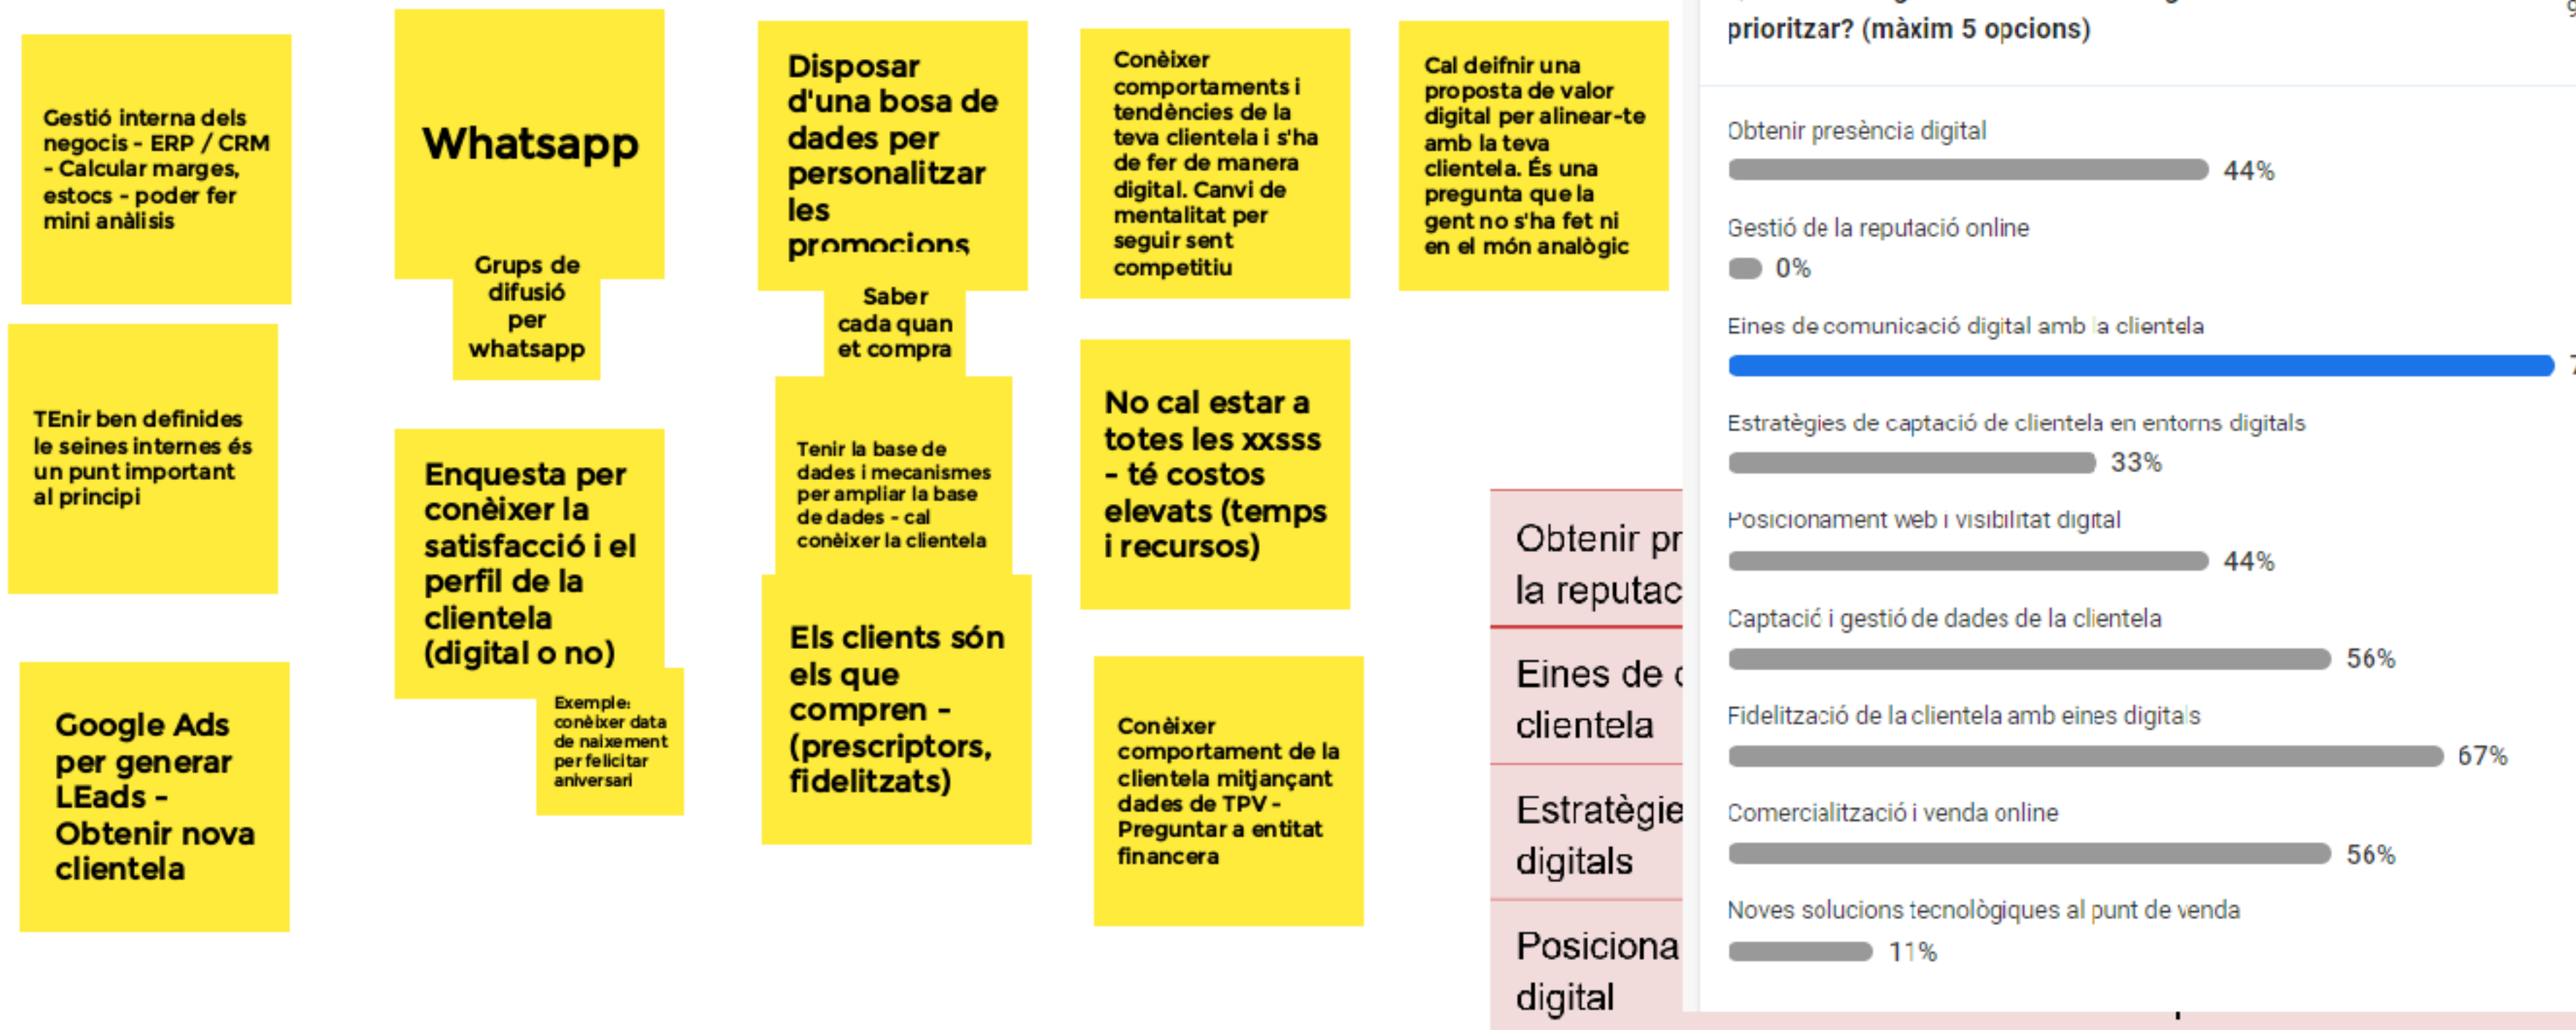 Gestió interna dels
negocis - ERP / CRM
- Calcular marges,
estocs - poder fer
mini anàlisis
TEnir ben definides
le seines internes és
un punt important
al principi
Google Ads
per generar
LEads -
Obtenir nova
clientela
Whatsapp
Grups de
difusió
per
whatsapp
Enquesta per
conèixer la
satisfacció i el
perfil de la
clientela
(digital o no)
Exemple:
conèixer data
de naixement
per felicitar
aniversari
Disposar
d'una bosa de
dades per
personalitzar
les
promocions
Saber
cada quan
et compra
Tenir la base de
dades i mecanismes
per ampliar la base
de dades - cal
conèixer la clientela
Els clients són
els que
compren -
(prescriptors,
fidelitzats)
Conèixer
comportaments i
tendències de la
teva clientela i s'ha
de fer de manera
digital. Canvi de
mentalitat per
seguir sent
competitiu
No cal estar a
totes les xxsss
- té costos
elevats (temps
i recursos)
Conèixer
comportament de la
clientela mitjançant
dades de TPV -
Preguntar a entitat
financera
Cal deifnir una
proposta de valor
digital per alinear-te
amb la teva
clientela. És una
pregunta que la
gent no s'ha fet ni
en el món analògic
Obtenir pr
la reputac
Eines de
clientela
Estratègie
digitals
Posiciona
digital
prioritzar? (màxim 5 opcions)
Obtenir presència digital
44%
Gestió de la reputació online
0%
Eines de comunicació digital amb la clientela
7
Estratègies de captació de clientela en entorns digitals
33%
Posicionament web i visibilitat digital
44%
Captació i gestió de dades de la clientela
56%
Fidelització de la clientela amb eines digitals
67%
Comercialització i venda online
56%
Noves solucions tecnològiques al punt de venda
11%